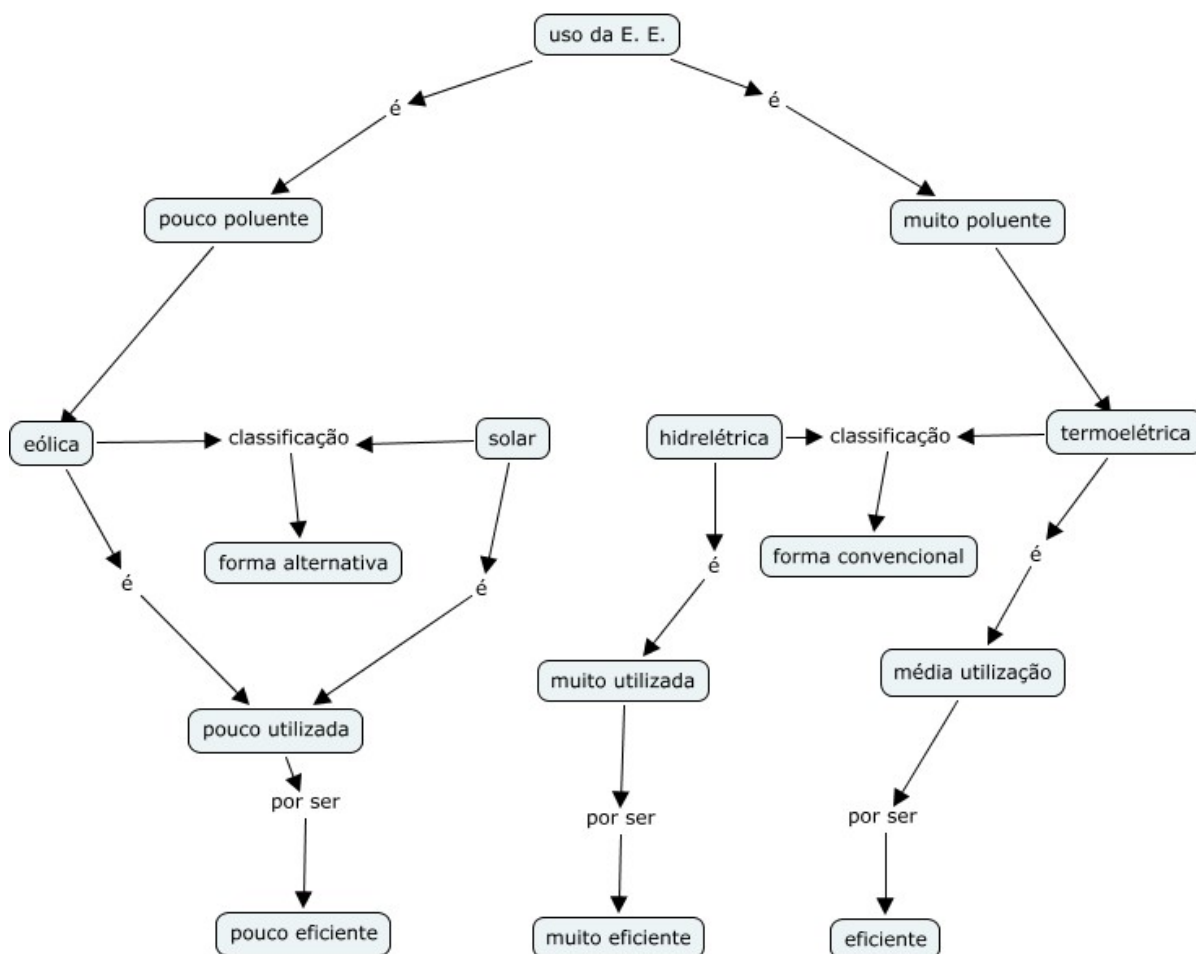 uso da E. E.
é
é
pouco poluente
muito poluente
eólica
classificação
solar
hidrelétrica
classificação
termoelétrica
forma alternativa
forma convencional
é
é
é
é
muito utilizada
média utilização
pouco utilizada
por ser
por ser
por ser
pouco eficiente
muito eficiente
eficiente